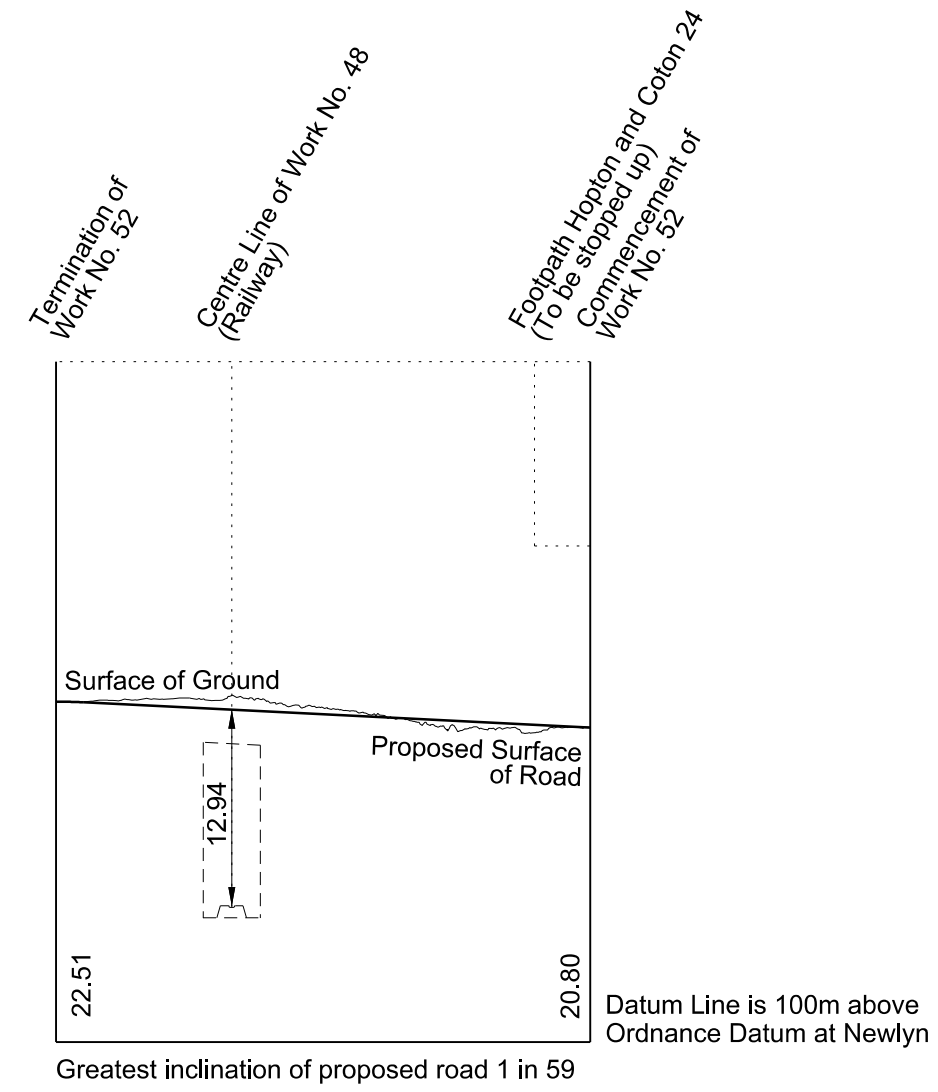 Termination of
Work No. 52
Centre Line of Work No. 48
(Railway)
Footpath Hopton and Coton 24
(To be stopped up)
Commencement of
Work No. 52
Surface of Ground
Proposed Surface
of Road
12.94
22.51
20.80
Datum Line is 100m above
Ordnance Datum at Newlyn
Greatest inclination of proposed road 1 in 59